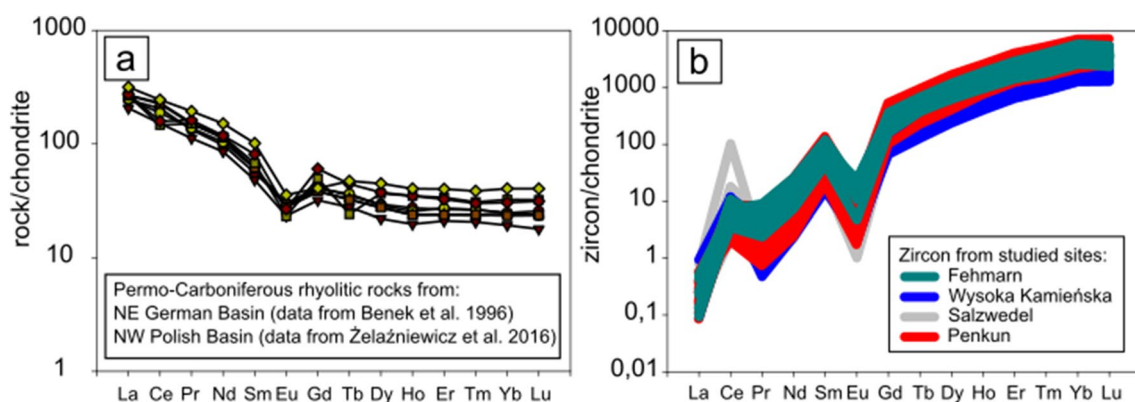 a
rock/chondrite
1000
100
10
1
Permo-Carboniferous rhyolitic rocks from:
NE German Basin (data from Benek et al. 1996)
NW Polish Basin (data from Żelaźniewicz et al. 2016)
La Ce Pr Nd Sm Eu Gd Tb Dy Ho Er Tm Yb Lu
b
zircon/chondrite
10000
1000
100
10
1
0,1
0,01
Zircon from studied sites:
Fehmarn
Wysoka Kamieńska
Salzwedel
Penkun
La Ce Pr Nd Sm Eu Gd Tb Dy Ho Er Tm Yb Lu